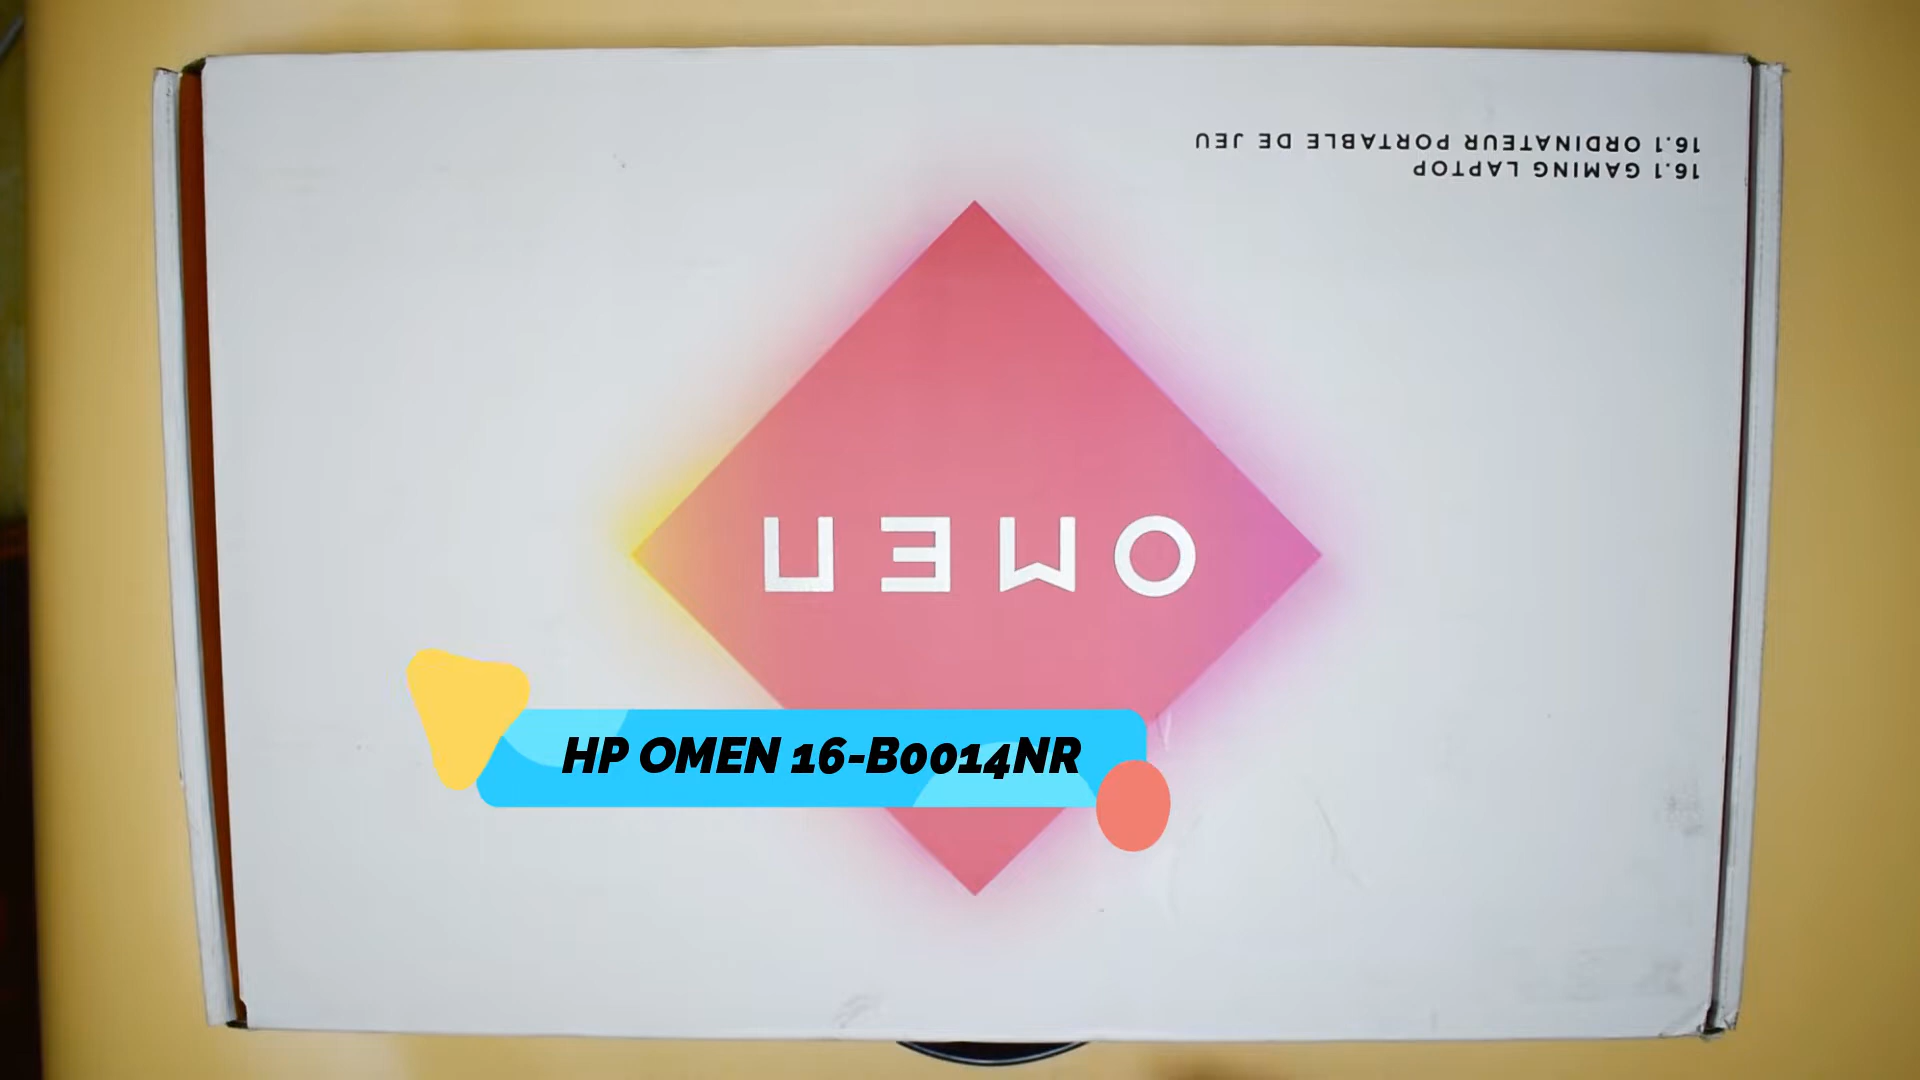 16.1 GAMING LAPTOP
16.1 ORDINATEUR PORTABLE DE JEU
OMEN
HP OMEN 16-B0014NR